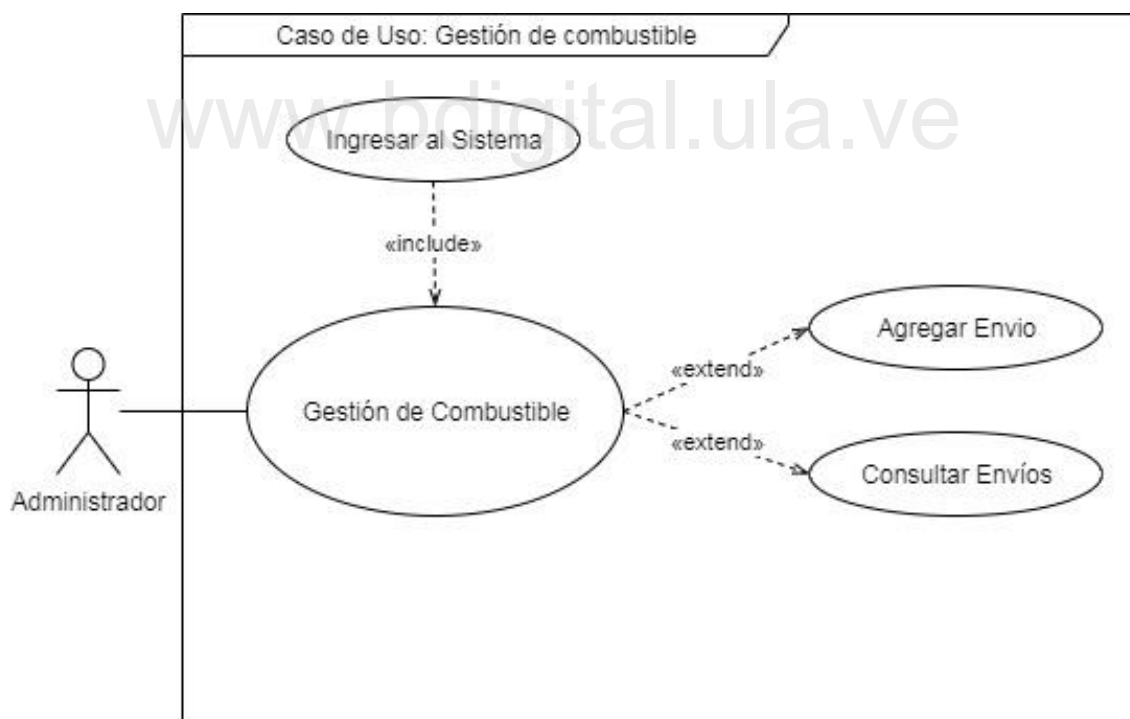 Caso de Uso: Gestión de combustible
www.bdigital.ula.ve
Ingresar al Sistema
«include»
Agregar Envio
«extend»
Gestión de Combustible
«extend»
Consultar Envíos
Administrador